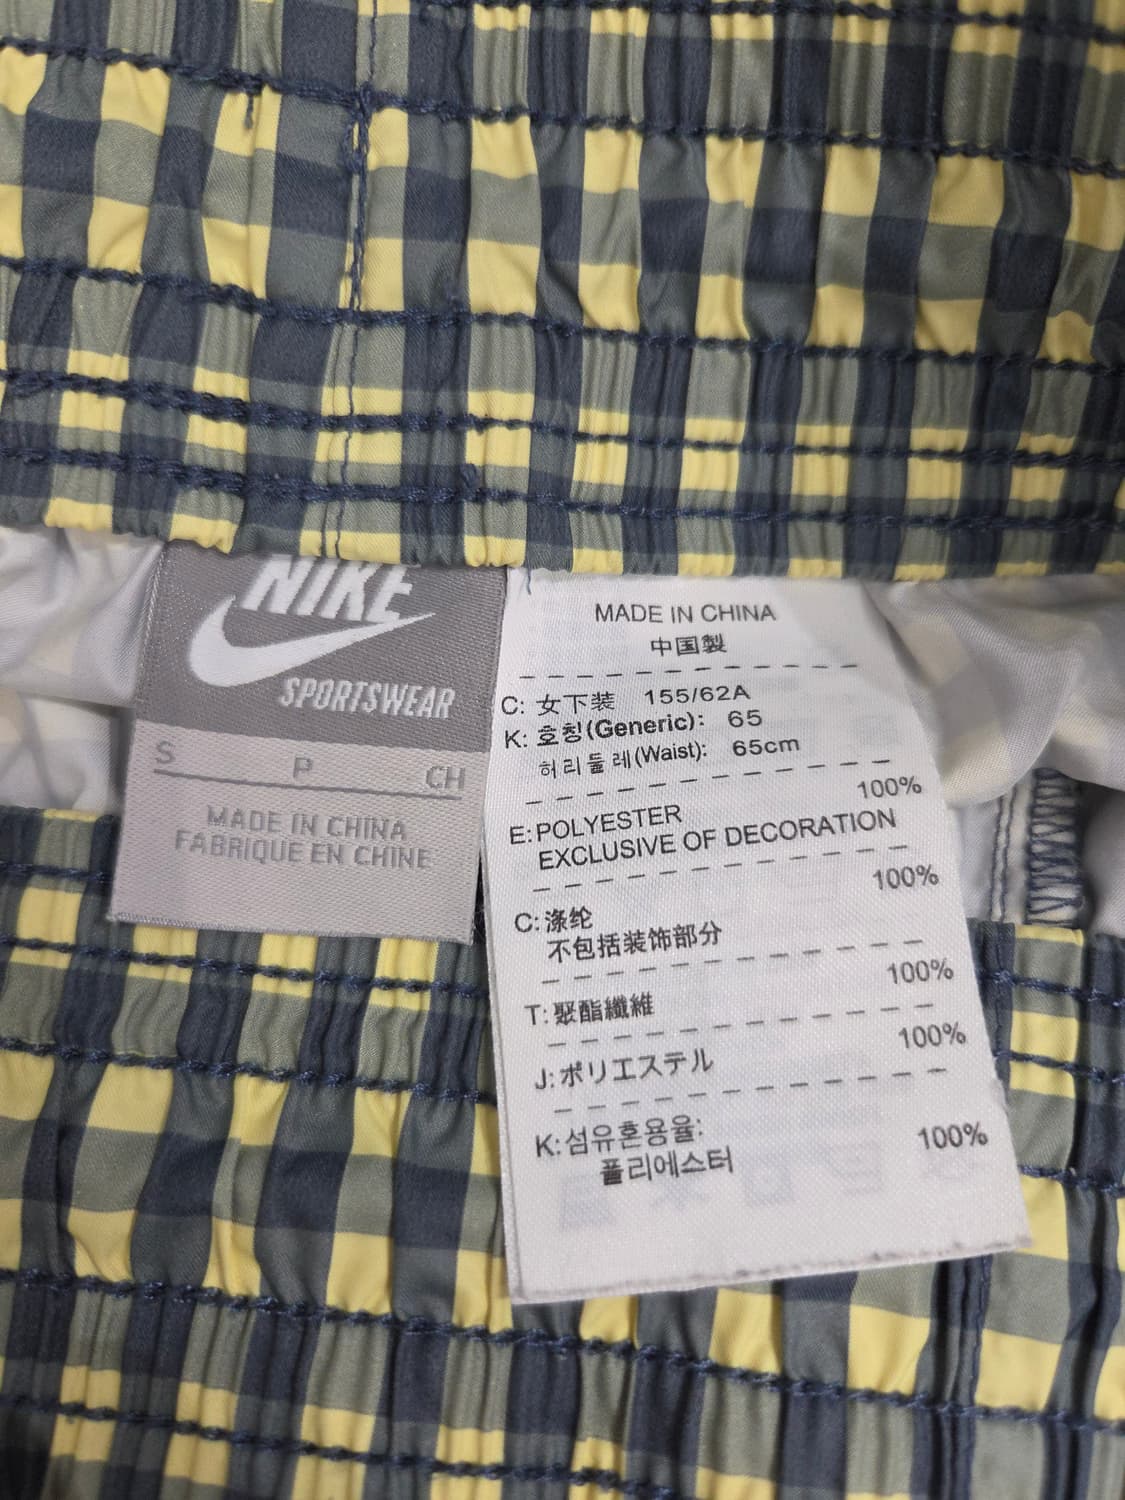 NIKE
SPORTSWEAR
S P CH
MADE IN CHINA
FABRIQUE EN CHINE
MADE IN CHINA
中国製
C: 女下装 155/62A
K: 호칭(Generic): 65
허리둘레(Waist): 65cm
100%
E:POLYESTER
EXCLUSIVE OF DECORATION
100%
C:涤纶
不包括装饰部分
100%
T:聚酯纖維
100%
J:ポリエステル
K:섬유혼용율:
폴리에스터 100%